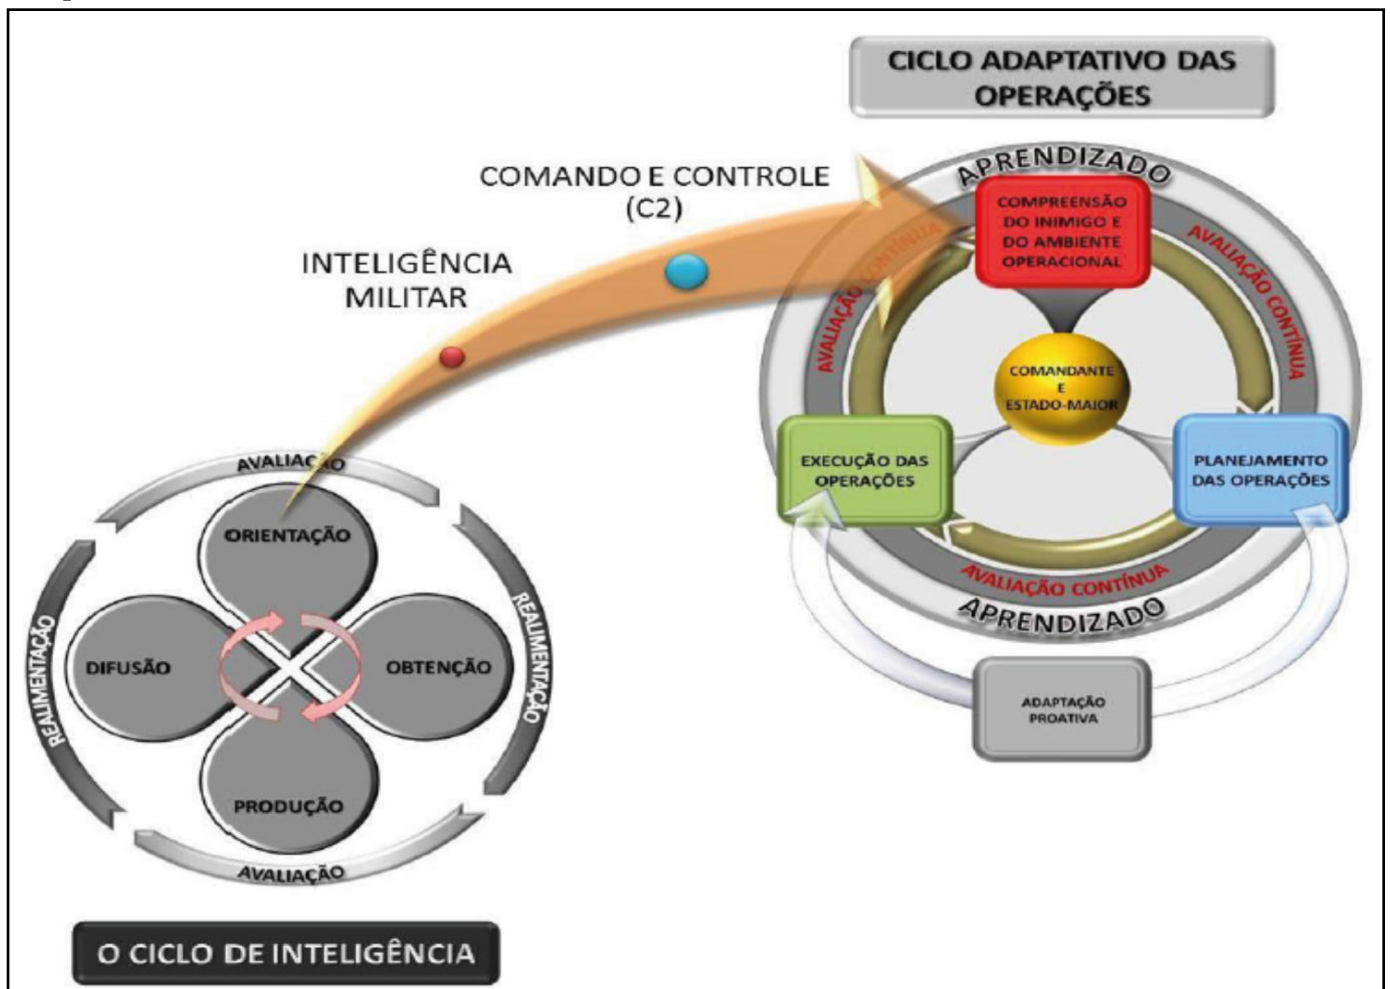 CICLO ADAPTATIVO DAS
OPERAÇÕES
APRENDIZADO
COMPREENSÃO
DO INIMIGO E
DO AMBIENTE
OPERACIONAL
AVALIAÇÃO CONTÍNUA
AVALIAÇÃO CONTÍNUA
COMANDO E CONTROLE
(C2)
INTELIGÊNCIA
MILITAR
COMANDANTE
E
ESTADO-MAIOR
EXECUÇÃO DAS
OPERAÇÕES
PLANEJAMENTO
DAS OPERAÇÕES
AVALIAÇÃO CONTÍNUA
APRENDIZADO
ADAPTAÇÃO
PROATIVA
AVALIAÇÃO
ORIENTAÇÃO
REALIMENTAÇÃO
DIFUSÃO
OBTENÇÃO
REALIMENTAÇÃO
PRODUÇÃO
AVALIAÇÃO
O CICLO DE INTELIGÊNCIA